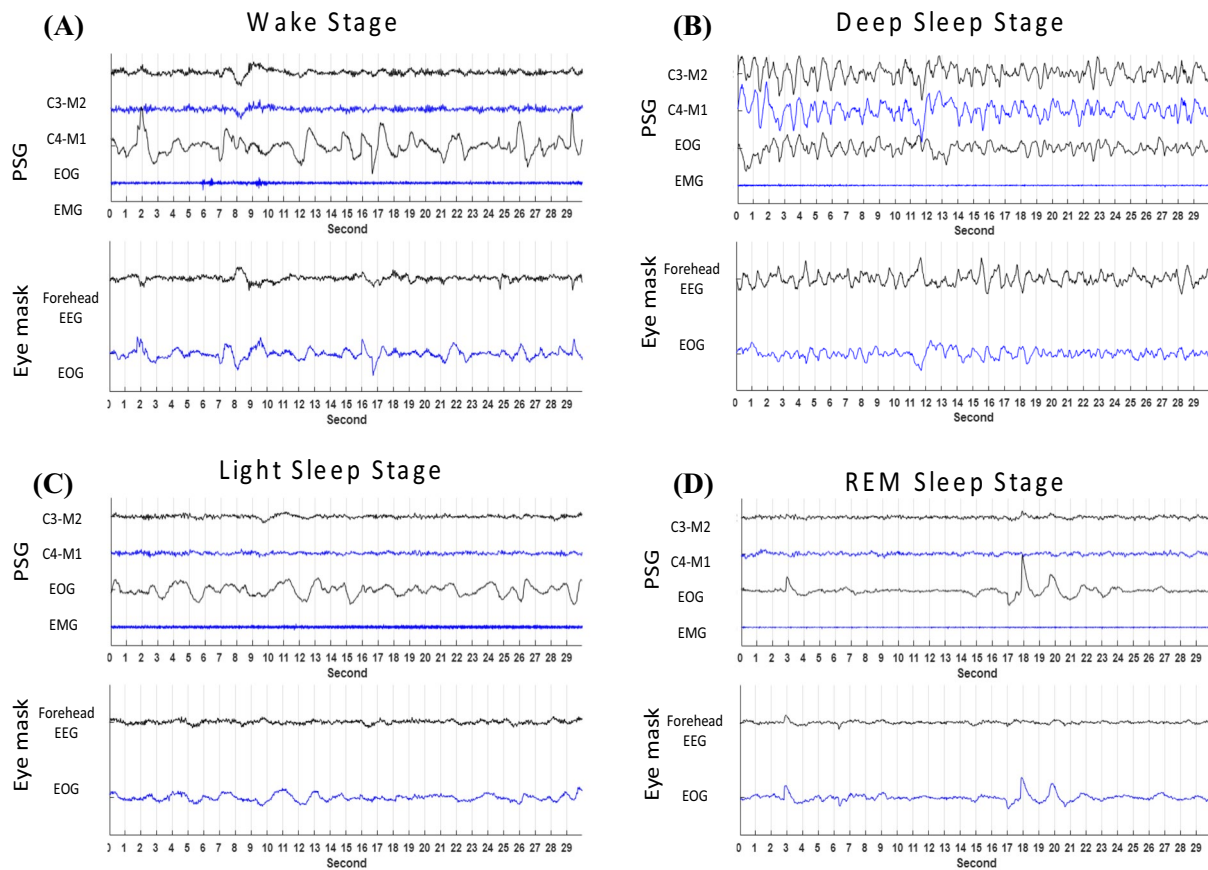 (A) Wake Stage
PSG
C3-M2
C4-M1
EOG
EMG
0 1 2 3 4 5 6 7 8 9 10 11 12 13 14 15 16 17 18 19 20 21 22 23 24 25 26 27 28 29
Second
Eye mask
Forehead
EEG
EOG
0 1 2 3 4 5 6 7 8 9 10 11 12 13 14 15 16 17 18 19 20 21 22 23 24 25 26 27 28 29
Second
(B) Deep Sleep Stage
PSG
C3-M2
C4-M1
EOG
EMG
0 1 2 3 4 5 6 7 8 9 10 11 12 13 14 15 16 17 18 19 20 21 22 23 24 25 26 27 28 29
Second
Eye mask
Forehead
EEG
EOG
0 1 2 3 4 5 6 7 8 9 10 11 12 13 14 15 16 17 18 19 20 21 22 23 24 25 26 27 28 29
Second
(C) Light Sleep Stage
PSG
C3-M2
C4-M1
EOG
EMG
0 1 2 3 4 5 6 7 8 9 10 11 12 13 14 15 16 17 18 19 20 21 22 23 24 25 26 27 28 29
Second
Eye mask
Forehead
EEG
EOG
0 1 2 3 4 5 6 7 8 9 10 11 12 13 14 15 16 17 18 19 20 21 22 23 24 25 26 27 28 29
Second
(D) REM Sleep Stage
PSG
C3-M2
C4-M1
EOG
EMG
0 1 2 3 4 5 6 7 8 9 10 11 12 13 14 15 16 17 18 19 20 21 22 23 24 25 26 27 28 29
Second
Eye mask
Forehead
EEG
EOG
0 1 2 3 4 5 6 7 8 9 10 11 12 13 14 15 16 17 18 19 20 21 22 23 24 25 26 27 28 29
Second